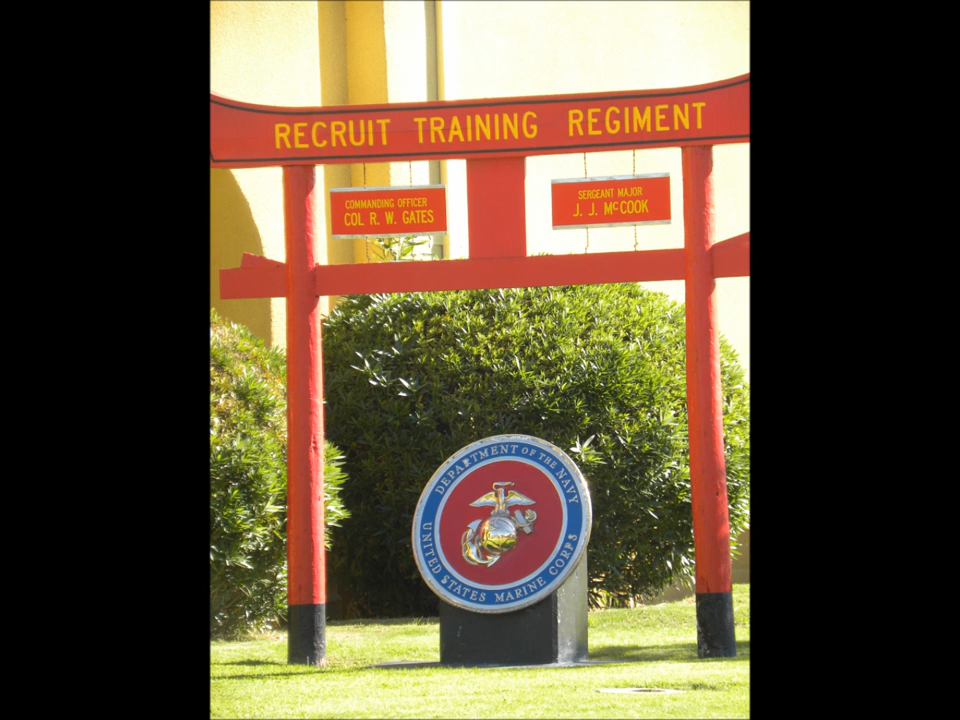 RECRUIT TRAINING REGIMENT
COMMANDING OFFICER
COL R. W. GATES
SERGEANT MAJOR
J. J. McCOOK
DEPARTMENT OF THE NAVY
UNITED STATES MARINE CORPS